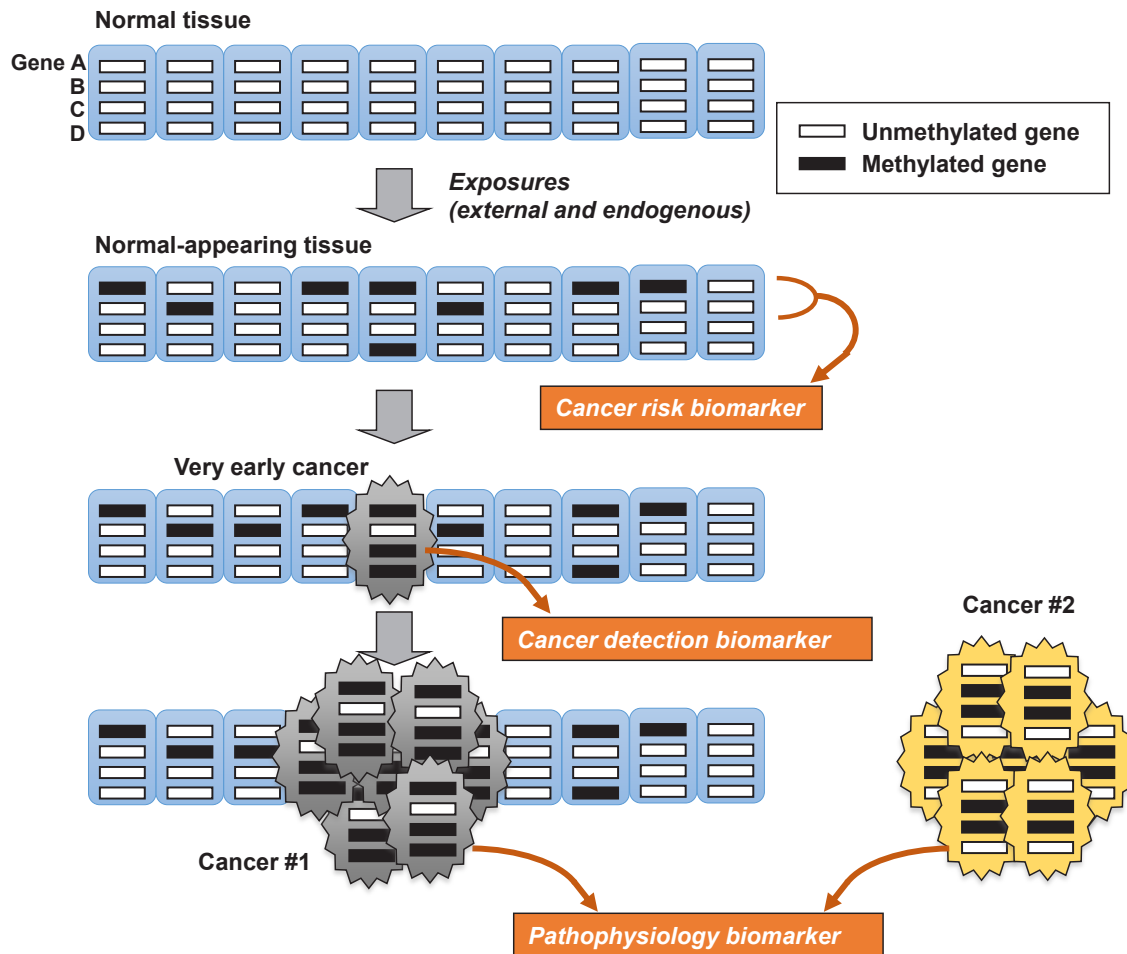 Normal tissue
Gene A
B
C
D
Unmethylated gene
Methylated gene
Exposures
(external and endogenous)
Normal-appearing tissue
Cancer risk biomarker
Very early cancer
Cancer detection biomarker
Cancer #2
Cancer #1
Pathophysiology biomarker